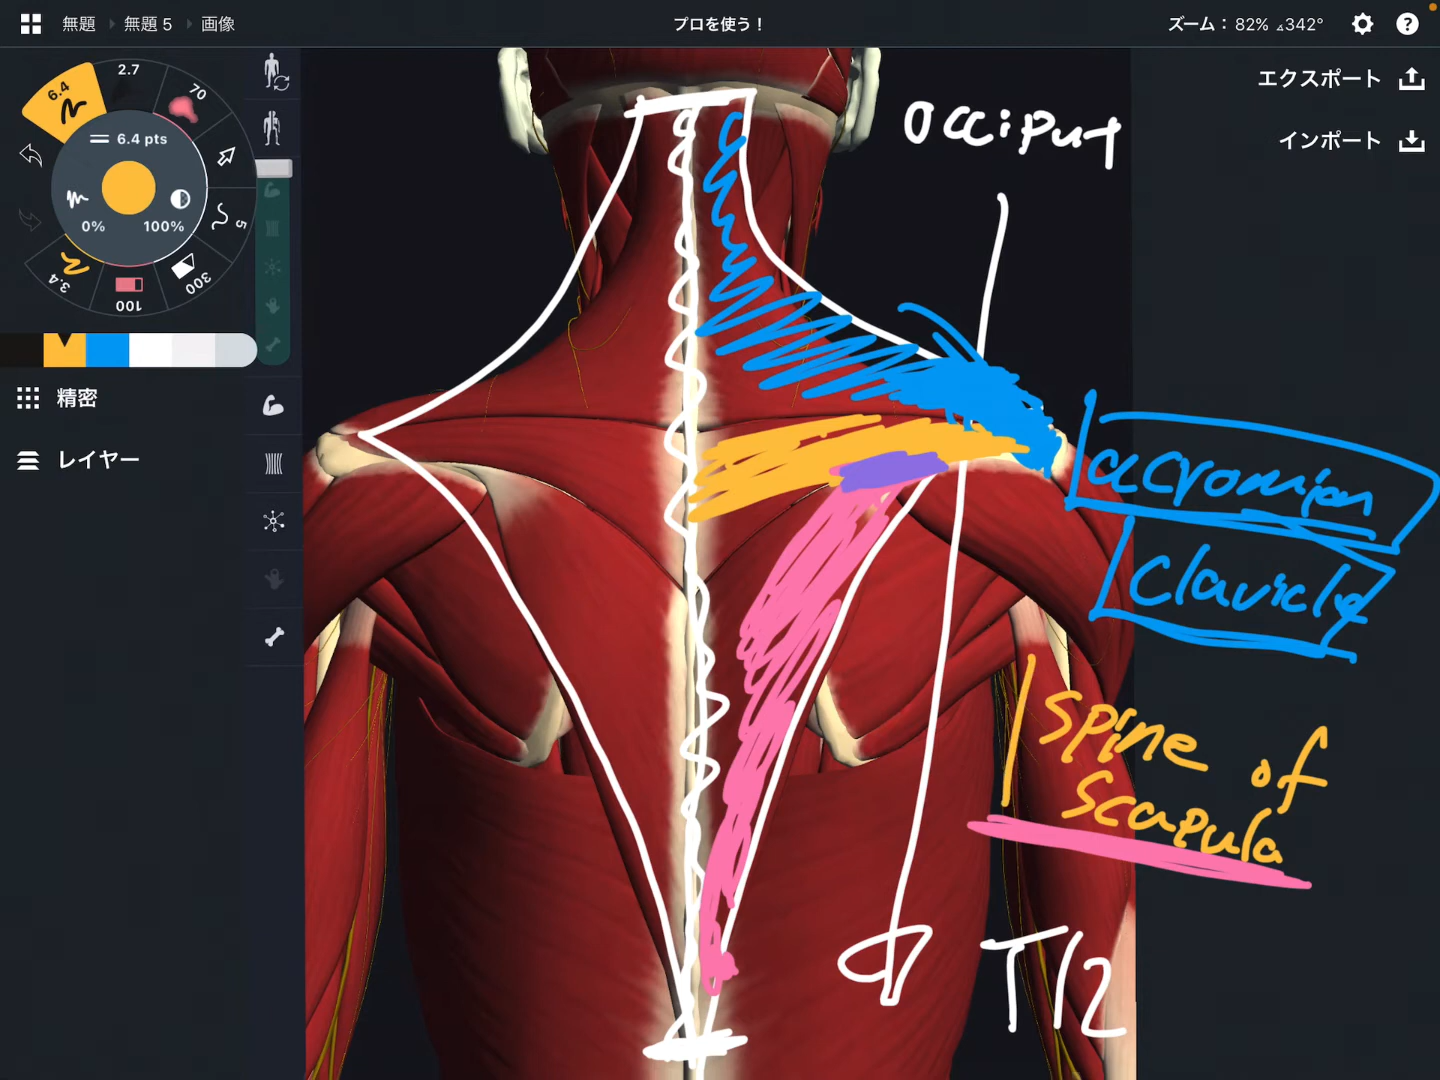 無題 無題 5 画像
プロを使う！
ズーム： 82% ⊿342°
エクスポート
インポート
6.4
2.7
70
6.4 pts
0%
100%
5
300
100
3.4
精密
レイヤー
Occiput
acromion
clavicle
spine of
scapula
T12